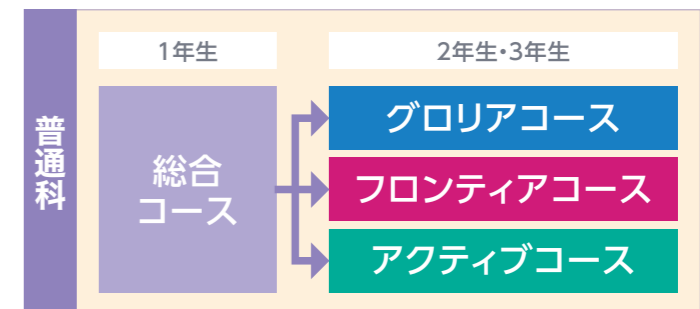 普通科
1年生
2年生・3年生
総合
コース
グロリアコース
フロンティアコース
アクティブコース